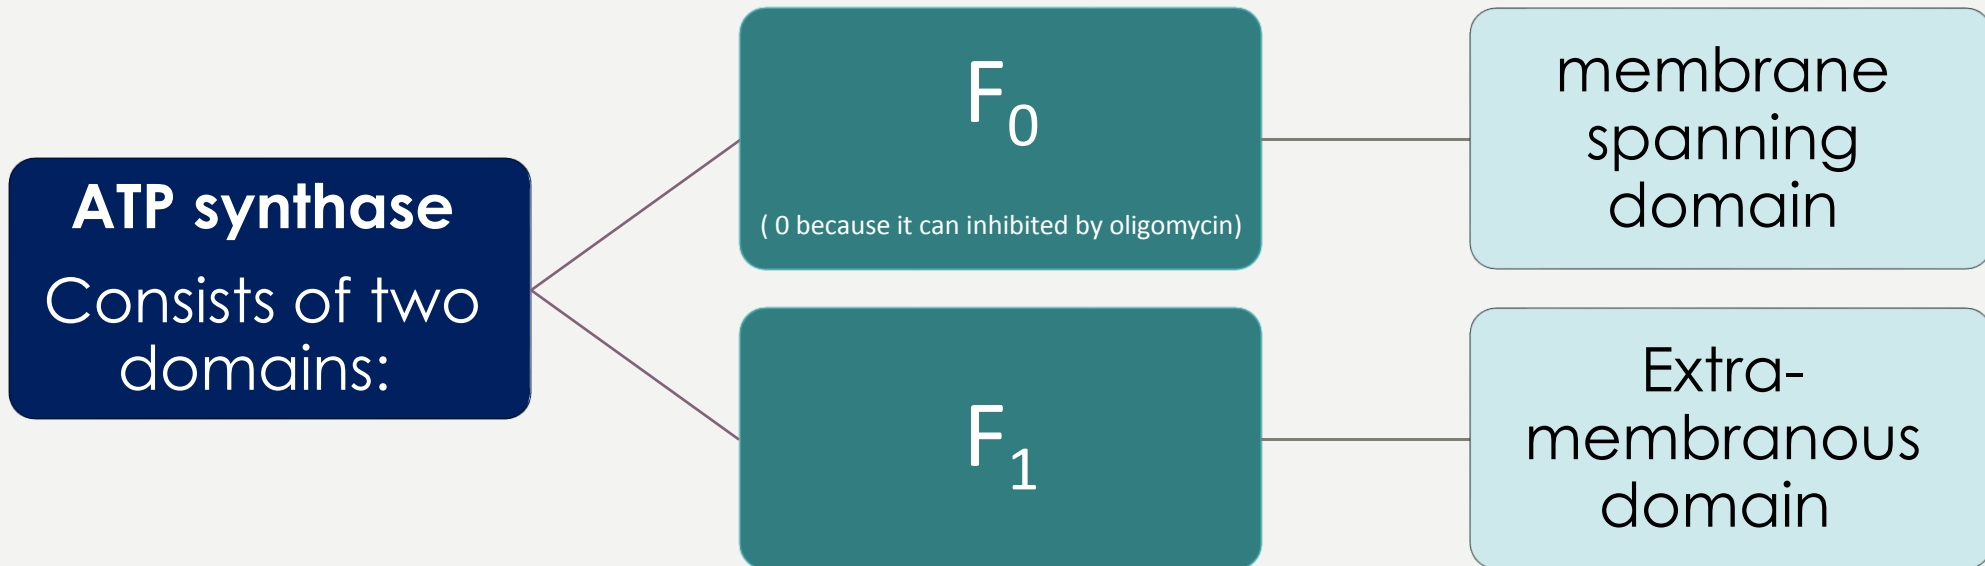 ATP synthase
Consists of two
domains:
F0
( 0 because it can inhibited by oligomycin)
membrane
spanning
domain
F1
Extra-
membranous
domain